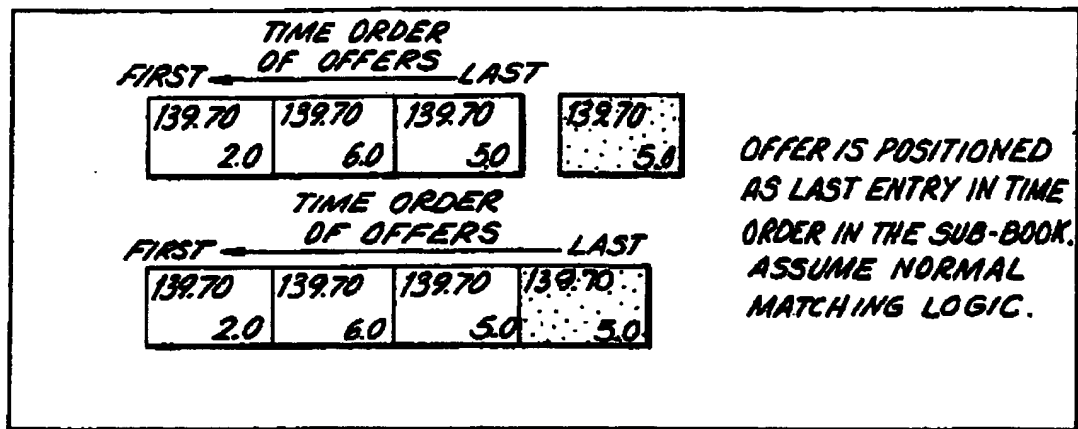 TIME ORDER
OF OFFERS
FIRST LAST
139.70 139.70 139.70 139.70
2.0 6.0 5.0 5.0
TIME ORDER
OF OFFERS
FIRST LAST
139.70 139.70 139.70 139.70
2.0 6.0 5.0 5.0
OFFER IS POSITIONED
AS LAST ENTRY IN TIME
ORDER IN THE SUB-BOOK.
ASSUME NORMAL
MATCHING LOGIC.